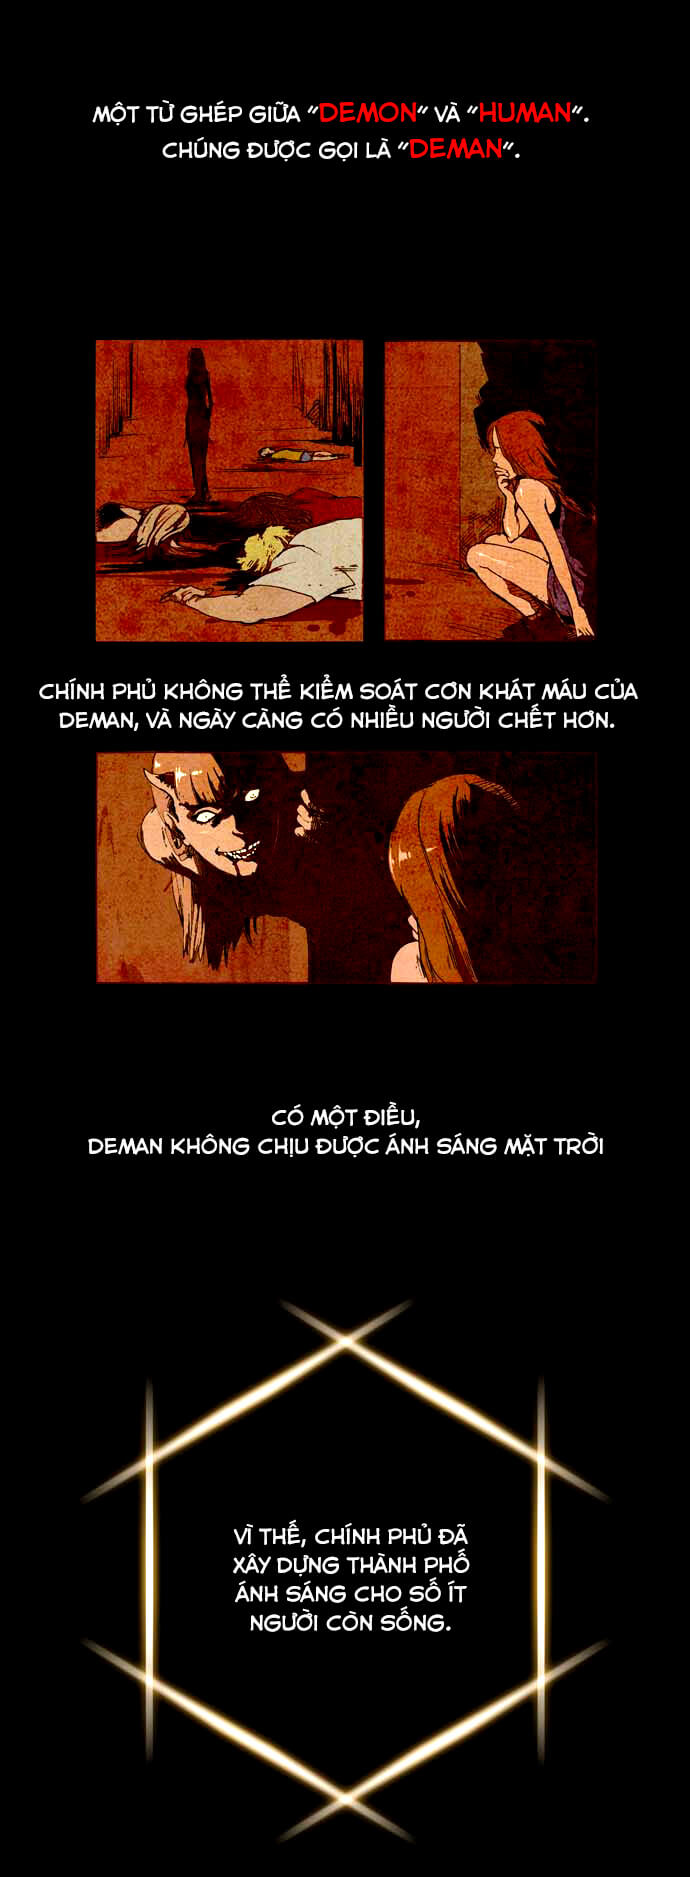 MỘT TỪ GHÉP GIỮA "DEMON" VÀ "HUMAN".
CHÚNG ĐƯỢC GỌI LÀ "DEMAN".
CHÍNH PHỦ KHÔNG THỂ KIỂM SOÁT CƠN KHÁT MÁU CỦA
DEMAN, VÀ NGÀY CÀNG CÓ NHIỀU NGƯỜI CHẾT HƠN.
CÓ MỘT ĐIỀU,
DEMAN KHÔNG CHỊU ĐƯỢC ÁNH SÁNG MẶT TRỜI
VÌ THẾ, CHÍNH PHỦ ĐÃ
XÂY DỰNG THÀNH PHỐ
ÁNH SÁNG CHO SỐ ÍT
NGƯỜI CÒN SỐNG.